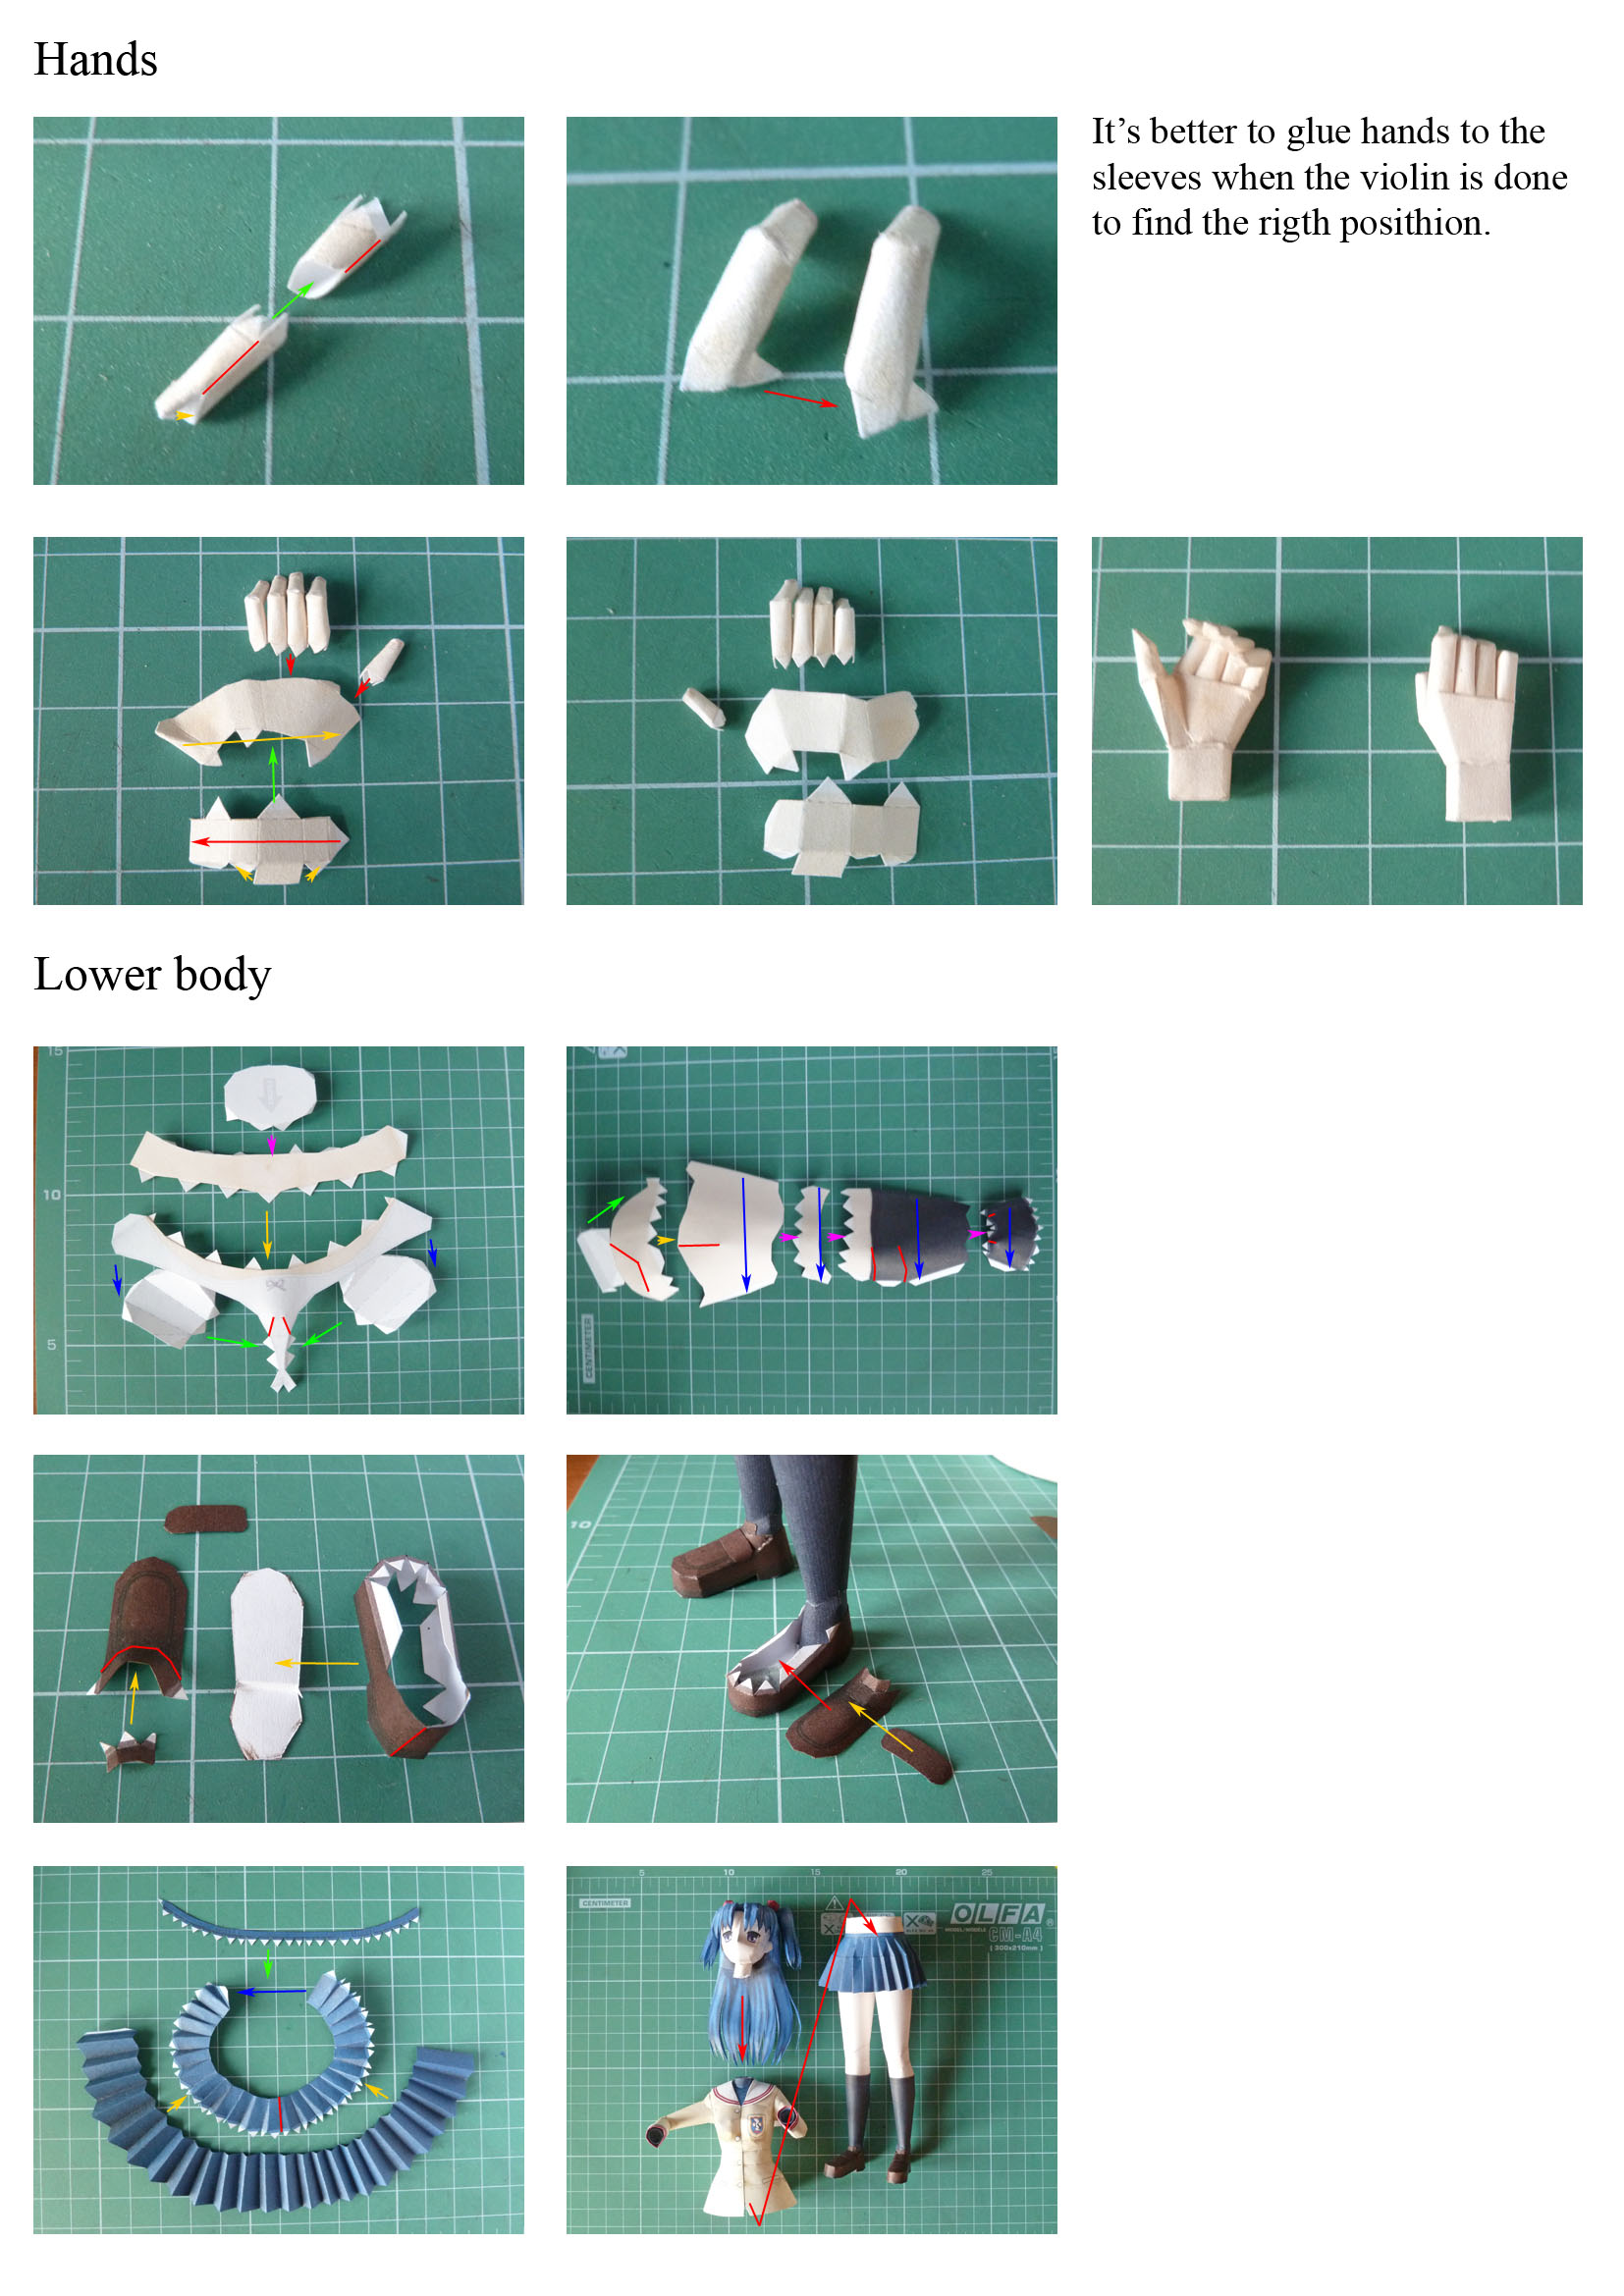 Hands
It’s better to glue hands to the
sleeves when the violin is done
to find the rigth posithion.
Lower body
15
10
5
CENTIMETER
10
5
10
15
20
25
CENTIMETER
OLFA
CM-A4
(300x210mm)